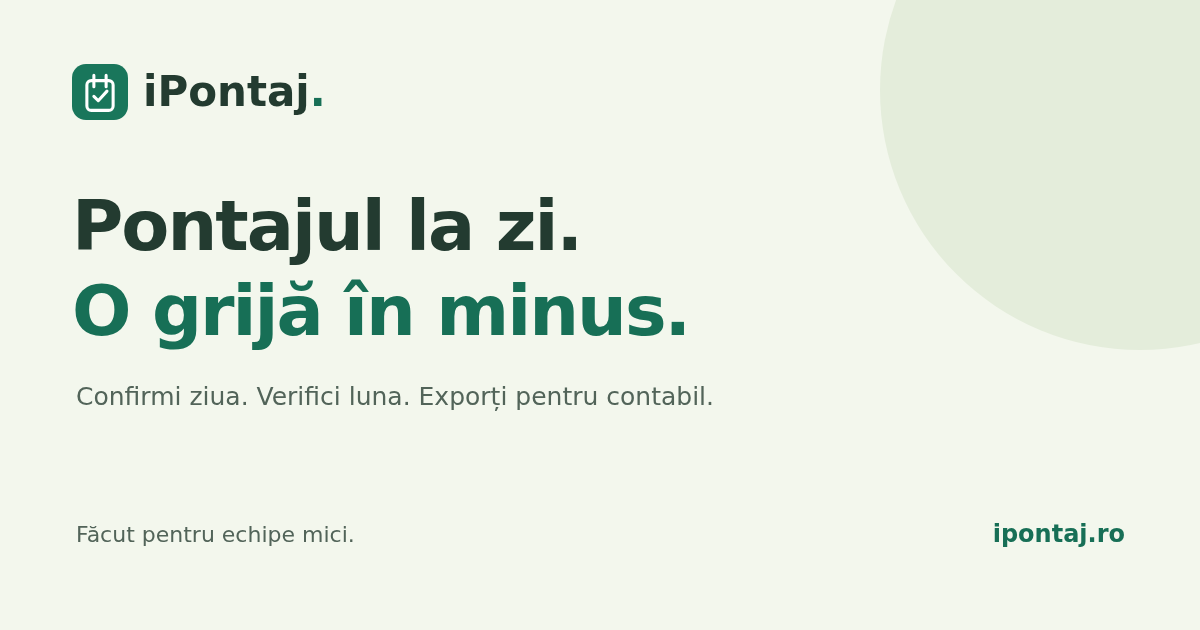 iPontaj.
Pontajul la zi.
O grijă în minus.
Confirmi ziua. Verifici luna. Exporți pentru contabil.
Făcut pentru echipe mici.
ipontaj.ro